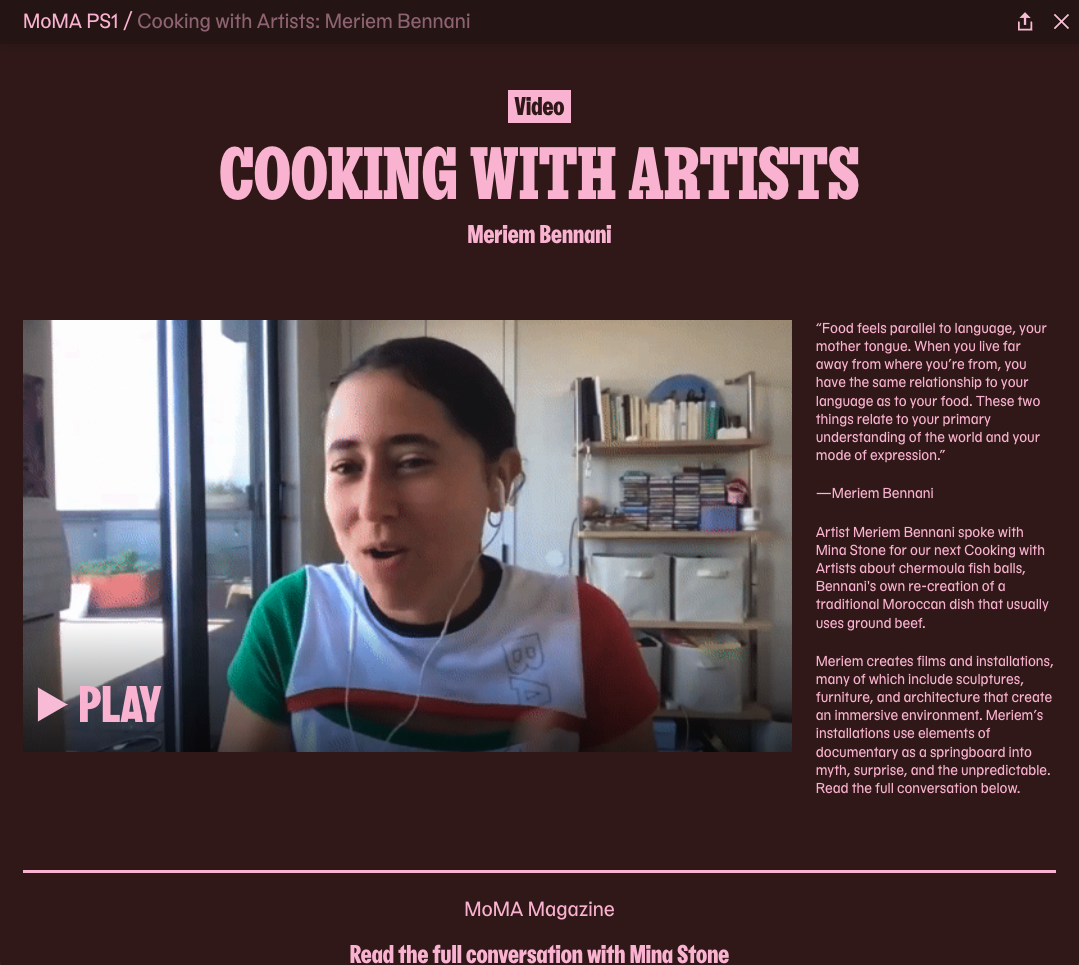 MoMA PS1 / Cooking with Artists: Meriem Bennani
Video
COOKING WITH ARTISTS
Meriem Bennani
“Food feels parallel to language, your
mother tongue. When you live far
away from where you’re from, you
have the same relationship to your
language as to your food. These two
things relate to your primary
understanding of the world and your
mode of expression.”
—Meriem Bennani
Artist Meriem Bennani spoke with
Mina Stone for our next Cooking with
Artists about chermoula fish balls,
Bennani's own re-creation of a
traditional Moroccan dish that usually
uses ground beef.
Meriem creates films and installations,
many of which include sculptures,
furniture, and architecture that create
an immersive environment. Meriem’s
installations use elements of
documentary as a springboard into
myth, surprise, and the unpredictable.
Read the full conversation below.
PLAY
MoMA Magazine
Read the full conversation with Mina Stone